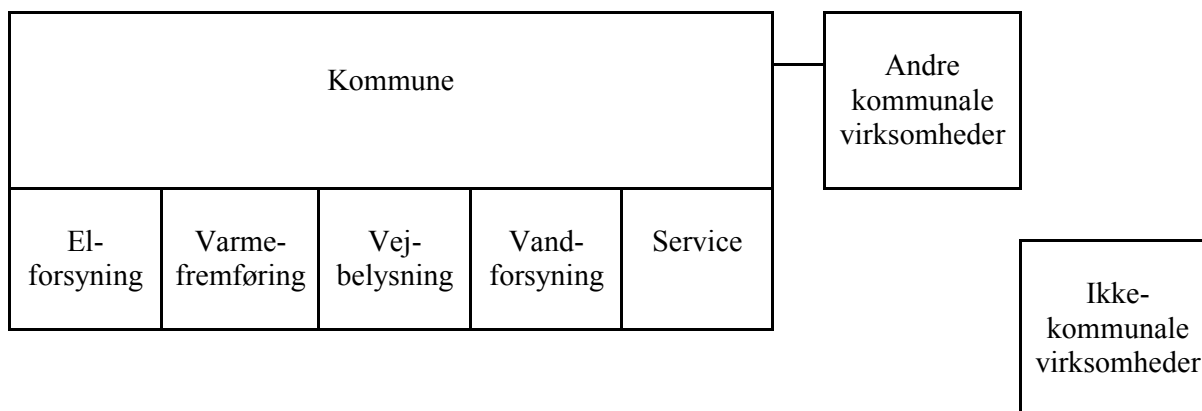 Kommune
Andre
kommunale
virksomheder
El-
forsyning
Varme-
fremføring
Vej-
belysning
Vand-
forsyning
Service
Ikke-
kommunale
virksomheder